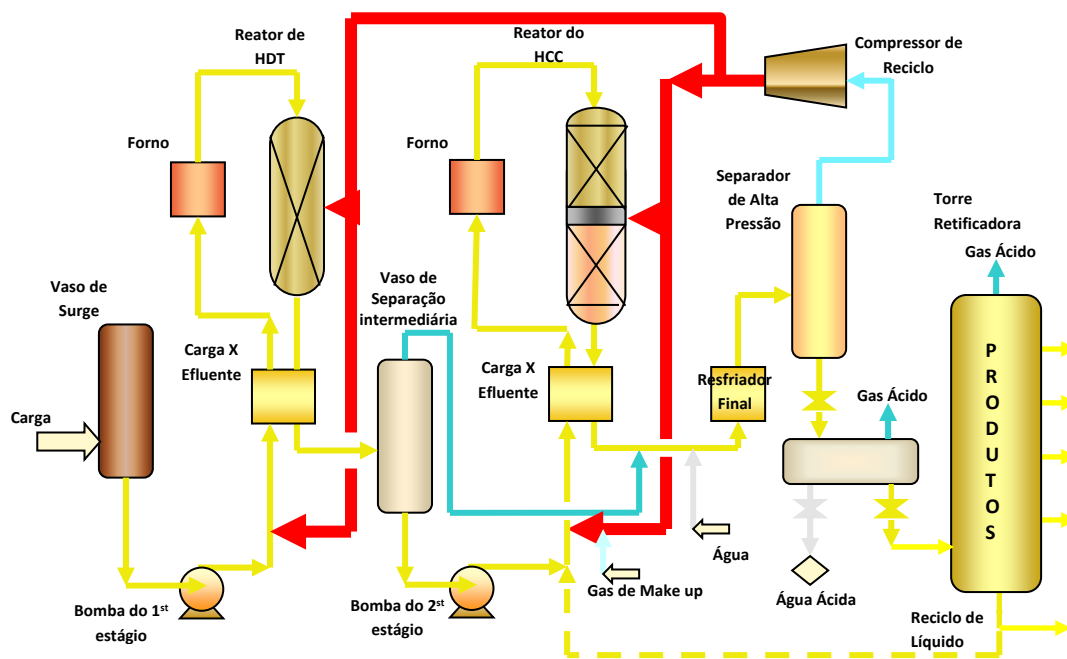 Reator de
HDT
Reator do
HCC
Compressor de
Reciclo
Forno
Forno
Separador
de Alta
Pressão
Torre
Retificadora
Gas Ácido
Vaso de
Surge
Vaso de
Separação
intermediária
Carga X
Efluente
Carga X
Efluente
Resfriador
Final
Gas Ácido
PRODUTOS
Carga
Água
Gas de Make up
Água Ácida
Bomba do 1st
estágio
Bomba do 2st
estágio
Reciclo de
Líquido